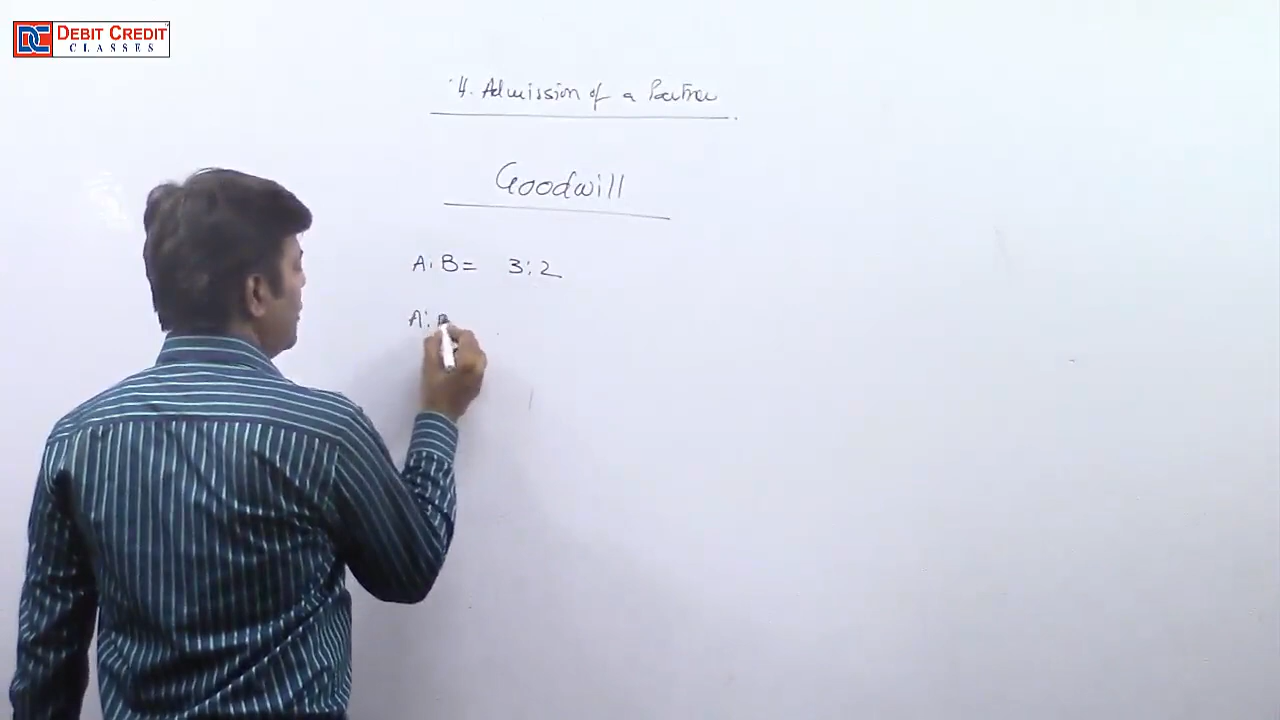 DEBIT CREDIT
CLASSES
4. Admission of a Partner
Goodwill
A:B= 3:2
A:B